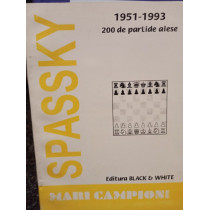 SPASSKY
1951-1993
200 de partide alese
Editura BLACK & WHITE
MARI CAMPIONI